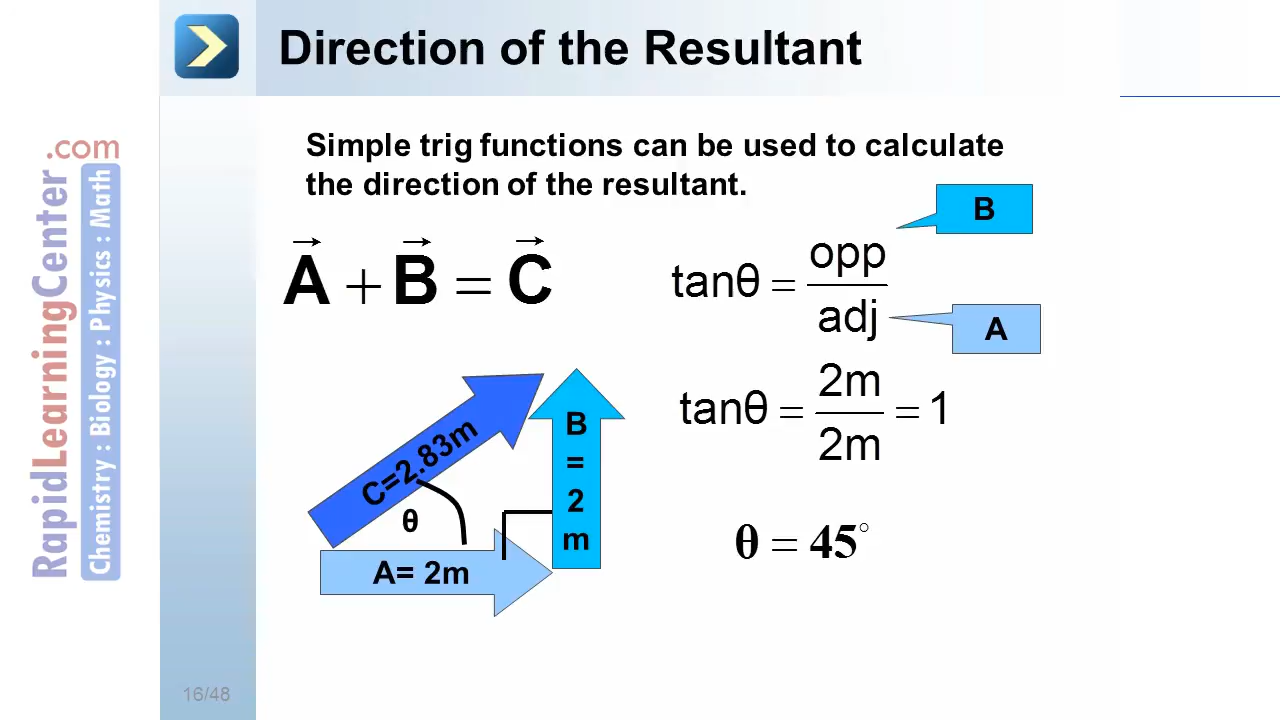 Direction of the Resultant
Simple trig functions can be used to calculate
the direction of the resultant.
A + B = C
tanθ = opp/adj
B
A
tanθ = 2m/2m = 1
θ = 45°
C=2.83m
θ
A= 2m
B
=
2
m
RapidLearningCenter.com
Chemistry : Biology : Physics : Math
16/48